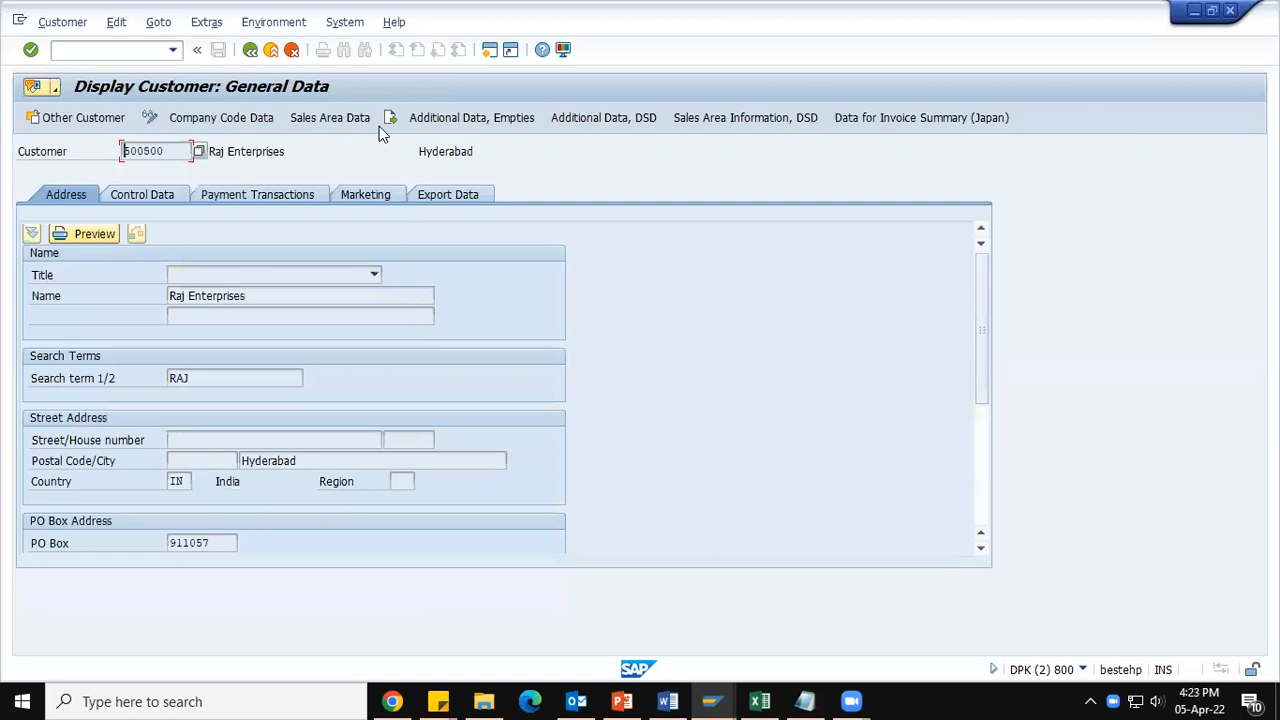 Customer Edit Goto Extras Environment System Help
Display Customer: General Data
Other Customer Company Code Data Sales Area Data Additional Data, Empties Additional Data, DSD Sales Area Information, DSD Data for Invoice Summary (Japan)
Customer 500500 Raj Enterprises Hyderabad
Address Control Data Payment Transactions Marketing Export Data
Preview
Name
Title
Name Raj Enterprises
Search Terms
Search term 1/2 RAJ
Street Address
Street/House number
Postal Code/City Hyderabad
Country IN India Region
PO Box Address
PO Box 911057
SAP
DPK (2) 800 bestehp INS
Type here to search
4:23 PM
05-Apr-22
10